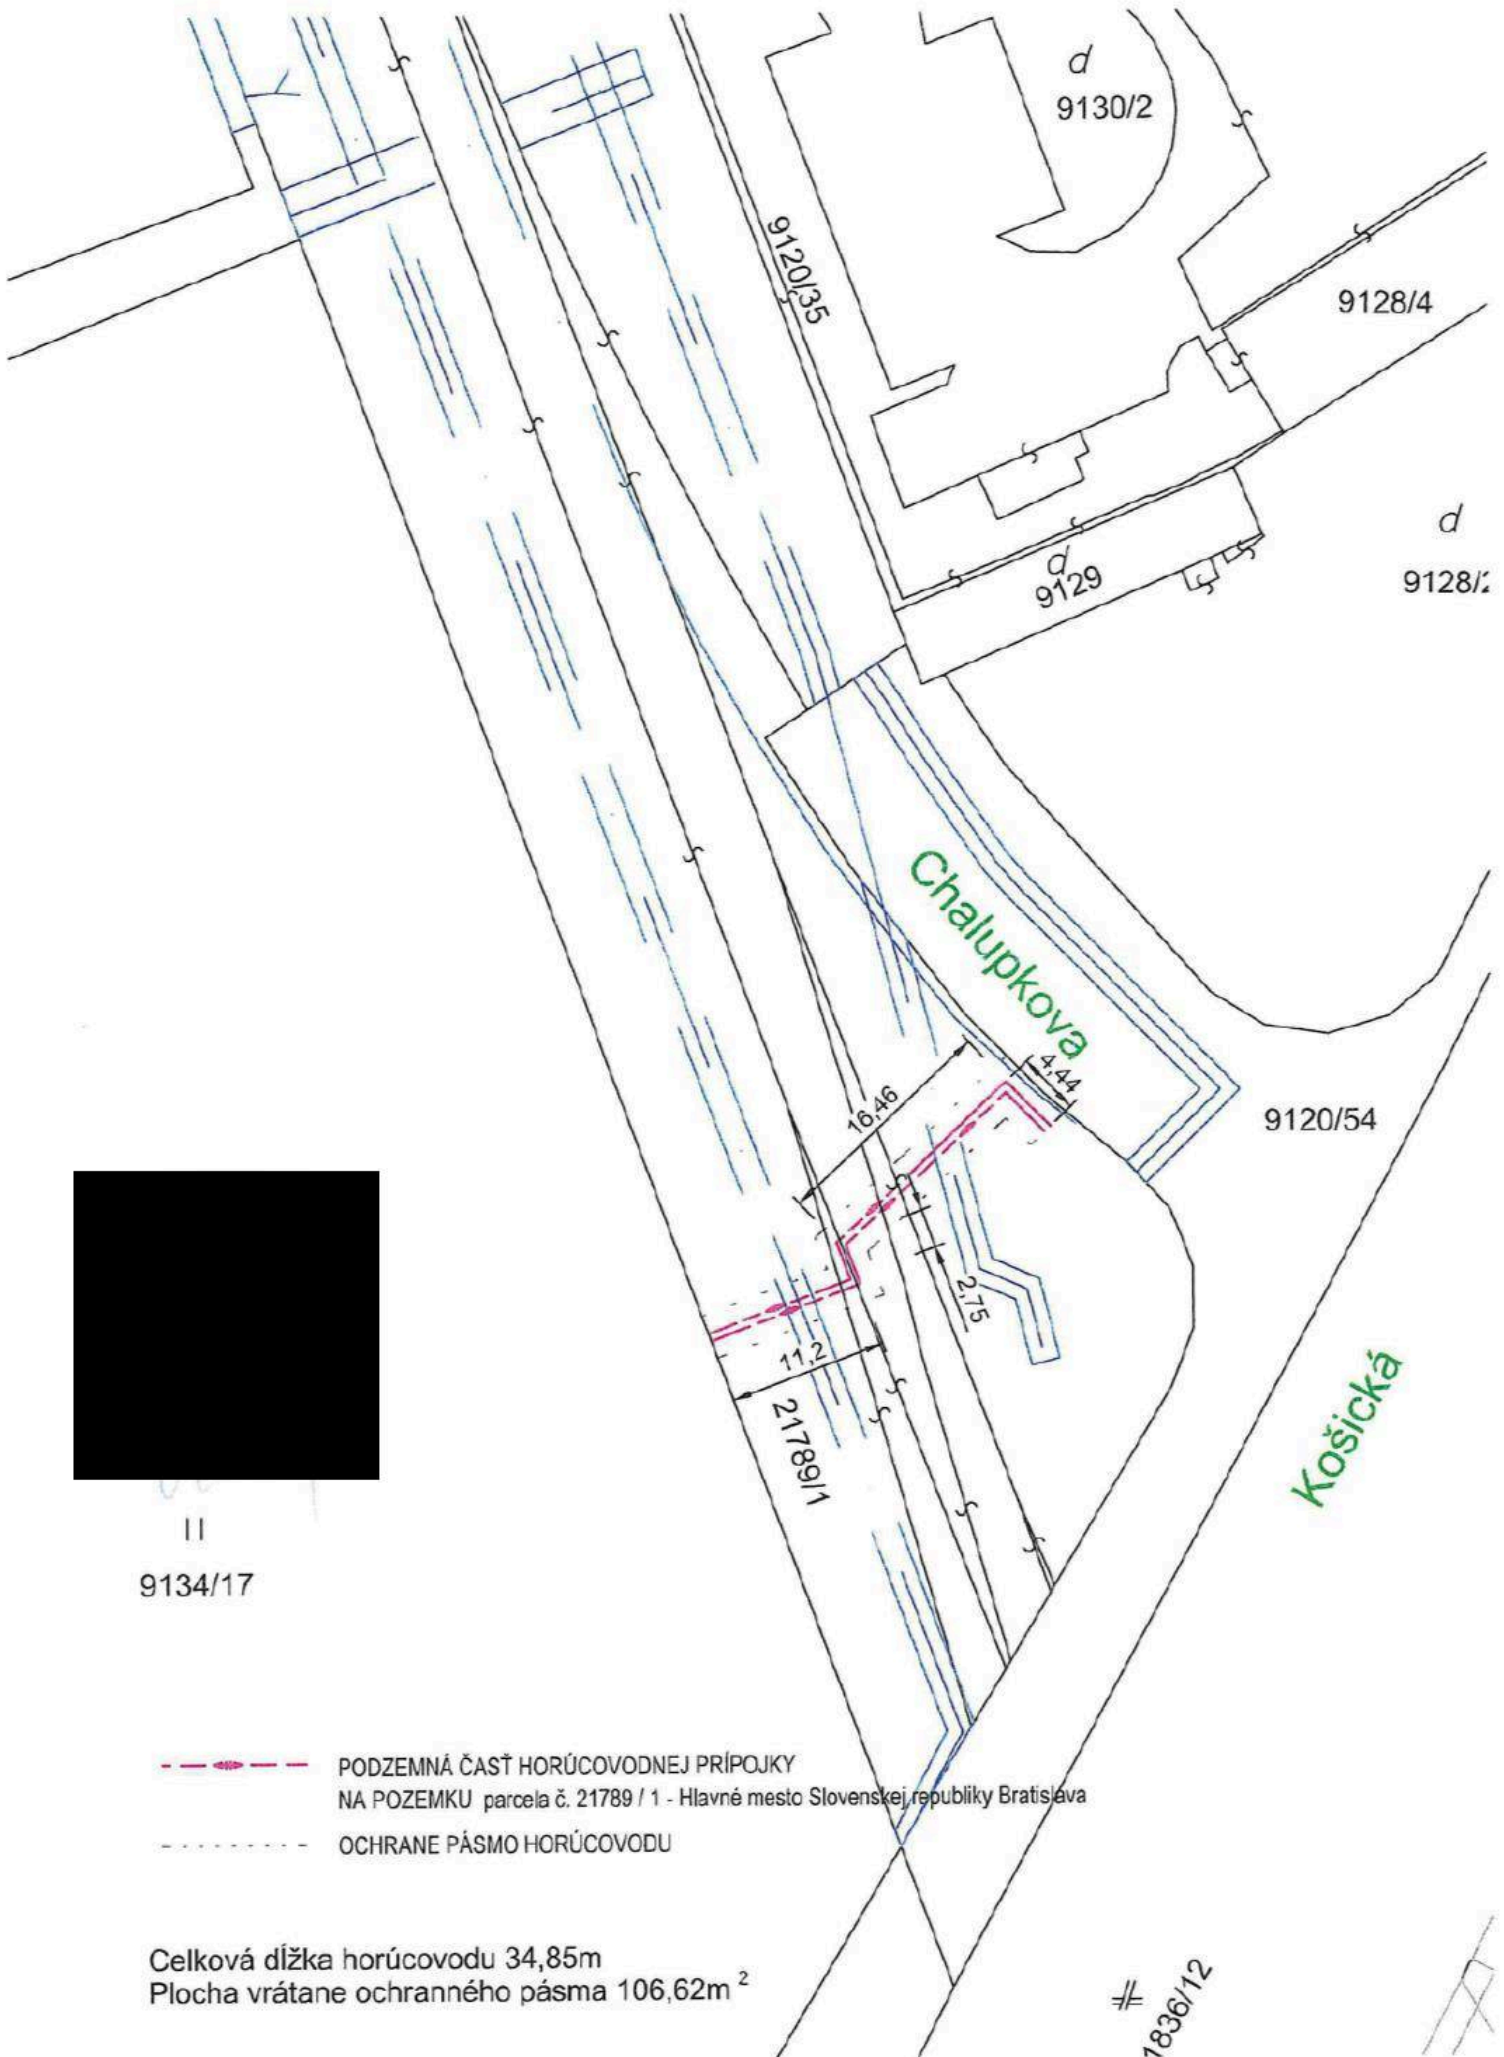 d
9130/2
9120/35
9128/4
d
9128/
d
9129
Chalupkova
4,44
16,46
9120/54
2,75
11,2
21789/1
Košická
9134/17
PODZEMNÁ ČASŤ HORÚCOVODNEJ PRÍPOJKY
NA POZEMKU parcela č. 21789 / 1 - Hlavné mesto Slovenskej republiky Bratislava
OCHRANE PÁSMO HORÚCOVODU
Celková dĺžka horúcovodu 34,85m
Plocha vrátane ochranného pásma 106,62m ²
1836/12